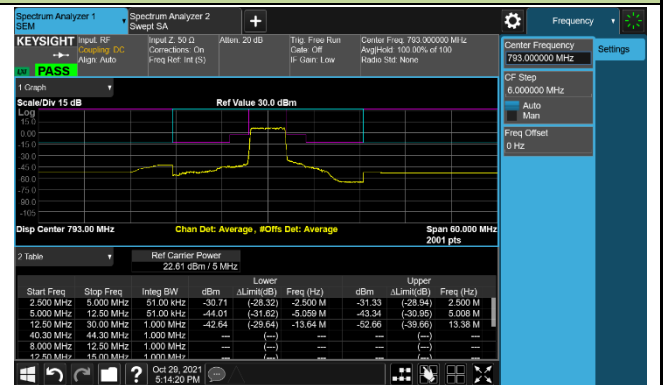 Spectrum Analyzer 1
SEM
Spectrum Analyzer 2
Swept SA
Frequency
KEYSIGHT
Input: RF
Coupling: DC
Align: Auto
Input Z: 50 Ω
Corrections: On
Freq Ref: Int (S)
Atten: 20 dB
Trig: Free Run
Gate: Off
IF Gain: Low
Center Freq: 793.000000 MHz
Avg|Hold: 100.00% of 100
Radio Std: None
PASS
Center Frequency
793.000000 MHz
Settings
CF Step
6.000000 MHz
Auto
Man
Freq Offset
0 Hz
1 Graph
Scale/Div 15 dB
Ref Value 30.0 dBm
Log
15.0
0.00
-15.0
-30.0
-45.0
-60.0
-75.0
-90.0
-105
Disp Center 793.00 MHz
Chan Det: Average, #Offs Det: Average
Span 60.000 MHz
2001 pts
2 Table
Ref Carrier Power
22.61 dBm / 5 MHz
Lower Upper
Start Freq Stop Freq Integ BW dBm ΔLimit(dB) Freq (Hz) dBm ΔLimit(dB) Freq (Hz)
2.500 MHz 5.000 MHz 51.00 kHz -30.71 (-28.32) -2.500 M -31.33 (-28.94) 2.500 M
5.000 MHz 12.50 MHz 51.00 kHz -44.01 (-31.62) -5.059 M -43.34 (-30.95) 5.008 M
12.50 MHz 30.00 MHz 1.000 MHz -42.64 (-29.64) -13.64 M -52.66 (-39.66) 13.38 M
40.30 MHz 44.30 MHz 1.000 MHz --- (---) --- --- (---) ---
8.000 MHz 12.50 MHz 1.000 MHz --- (---) --- --- (---) ---
12.50 MHz 15.00 MHz 1.000 MHz --- (---) --- --- (---) ---
Oct 29, 2021
5:14:20 PM